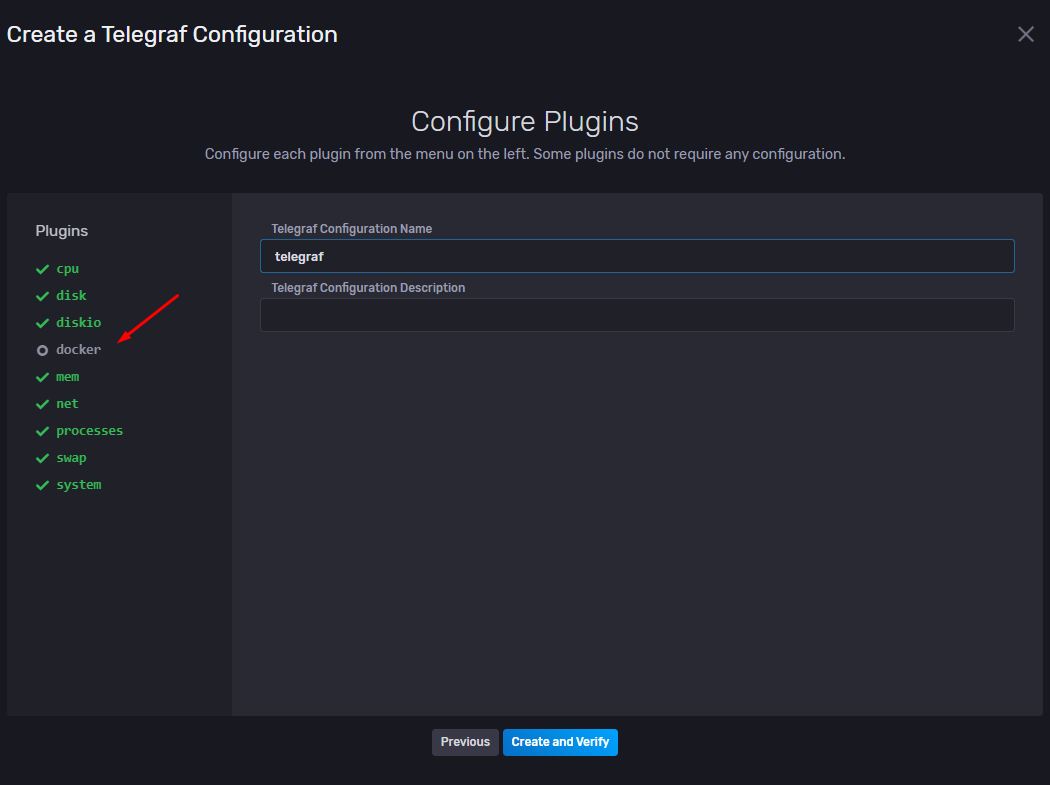 Create a Telegraf Configuration
Configure Plugins
Configure each plugin from the menu on the left. Some plugins do not require any configuration.
Plugins
cpu
disk
diskio
docker
mem
net
processes
swap
system
Telegraf Configuration Name
telegraf
Telegraf Configuration Description
Previous
Create and Verify